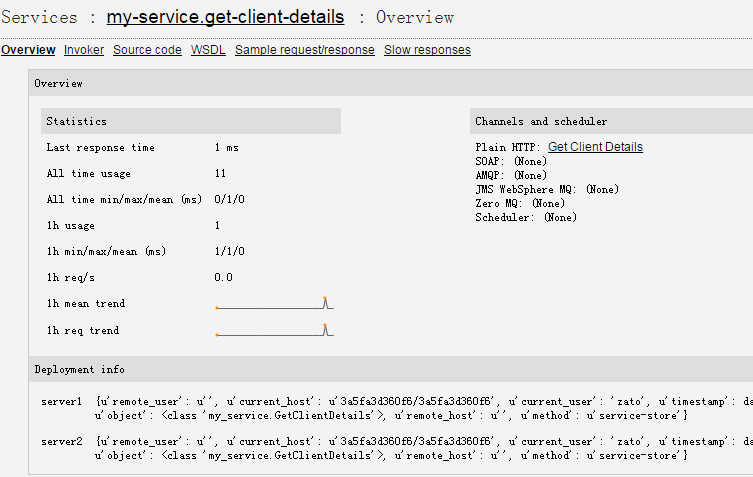 Services : my-service.get-client-details : Overview
Overview Invoker Source code WSDL Sample request/response Slow responses
Overview
Statistics
Last response time 1 ms
All time usage 11
All time min/max/mean (ms) 0/1/0
1h usage 1
1h min/max/mean (ms) 1/1/0
1h req/s 0.0
1h mean trend
1h req trend
Channels and scheduler
Plain HTTP: Get Client Details
SOAP: (None)
AMQP: (None)
JMS WebSphere MQ: (None)
Zero MQ: (None)
Scheduler: (None)
Deployment info
server1 {u'remote_user': u'', u'current_host': u'3a5fa3d360f6/3a5fa3d360f6', u'current_user': 'zato', u'timestamp': da
u'object': <class 'my_service.GetClientDetails'>, u'remote_host': u'', u'method': u'service-store'}
server2 {u'remote_user': u'', u'current_host': u'3a5fa3d360f6/3a5fa3d360f6', u'current_user': 'zato', u'timestamp': da
u'object': <class 'my_service.GetClientDetails'>, u'remote_host': u'', u'method': u'service-store'}